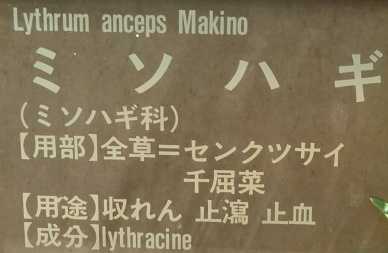 Lythrum anceps Makino
ミソハギ
(ミソハギ科)
【用部】全草＝センクツサイ
千屈菜
【用途】収れん 止瀉 止血
【成分】lythracine